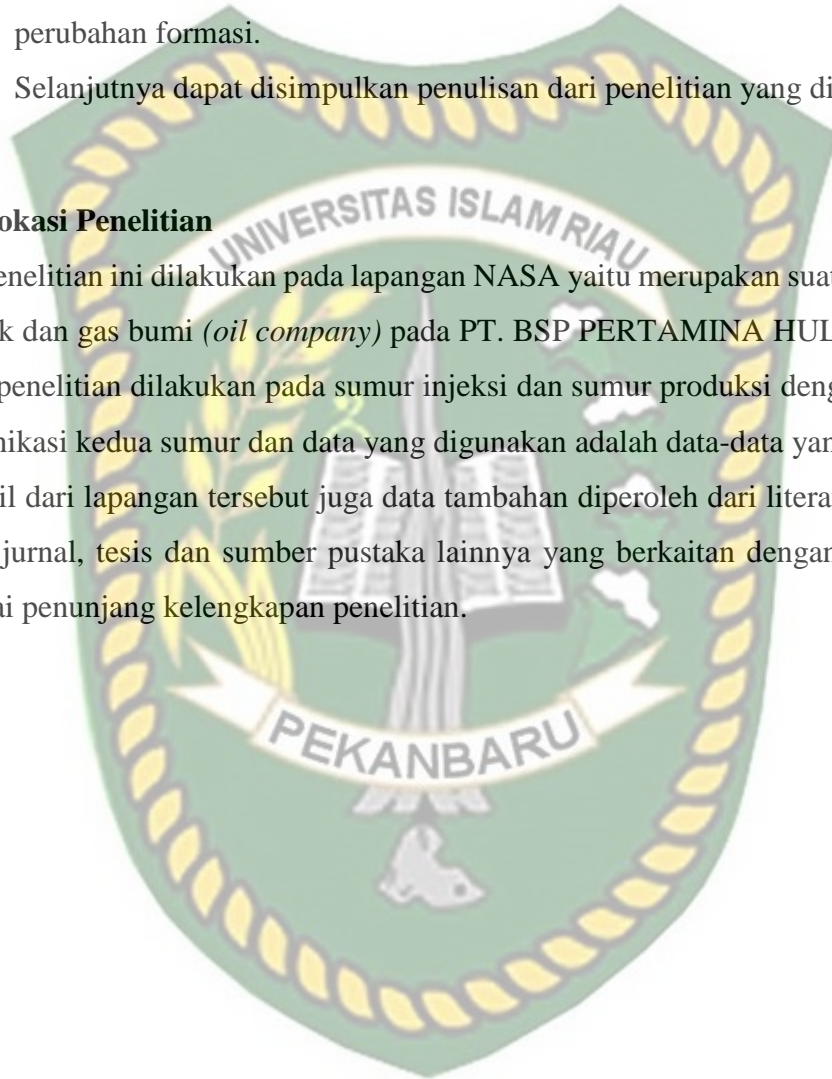 perubahan formasi.
Selanjutnya dapat disimpulkan penulisan dari penelitian yang di
okasi Penelitian
enelitian ini dilakukan pada lapangan NASA yaitu merupakan suat
k dan gas bumi (oil company) pada PT. BSP PERTAMINA HUL
penelitian dilakukan pada sumur injeksi dan sumur produksi deng
nikasi kedua sumur dan data yang digunakan adalah data-data yan
il dari lapangan tersebut juga data tambahan diperoleh dari litera
jurnal, tesis dan sumber pustaka lainnya yang berkaitan dengan
ai penunjang kelengkapan penelitian.
UNIVERSITAS ISLAM RIAU
PEKANBARU